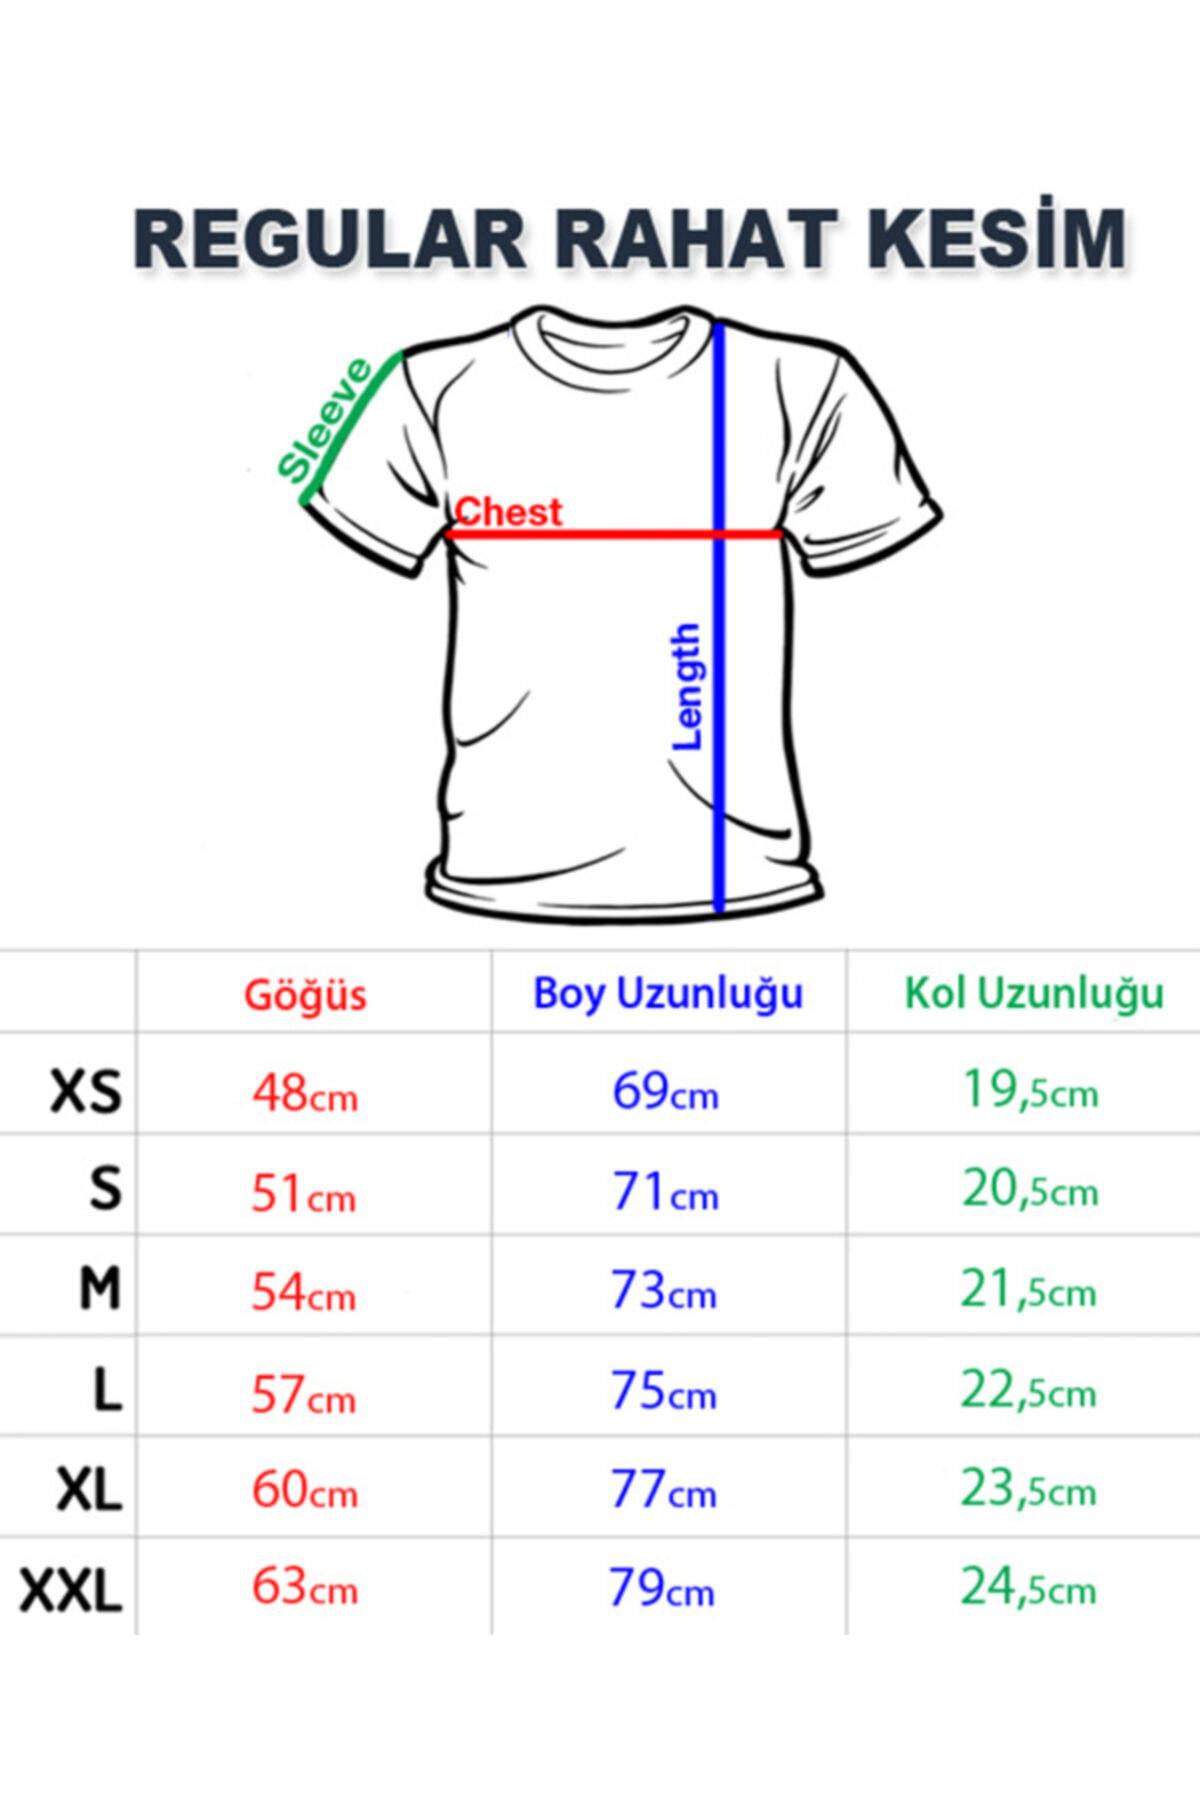 REGULAR RAHAT KESİM
Sleeve
Chest
Length
Göğüs Boy Uzunluğu Kol Uzunluğu
XS 48cm 69cm 19,5cm
S 51cm 71cm 20,5cm
M 54cm 73cm 21,5cm
L 57cm 75cm 22,5cm
XL 60cm 77cm 23,5cm
XXL 63cm 79cm 24,5cm